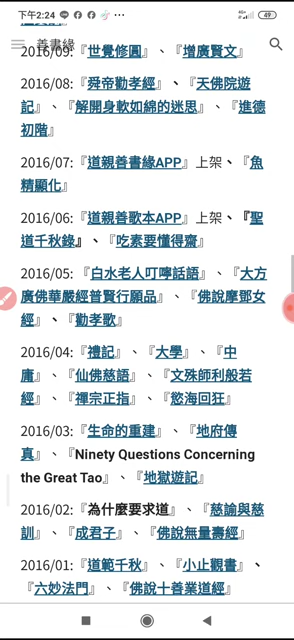 下午2:24 ··· 4G+ 49
善書緣
2016/09:『世覺修圓』、『增廣賢文』
2016/08:『舜帝勸孝經』、『天佛院遊
記』、『解開身軟如綿的迷思』、『進德
初階』
2016/07:『道親善書緣APP』上架、『魚
精顯化』
2016/06:『道親善歌本APP』上架、『聖
道千秋錄』、『吃素要懂得齋』
2016/05: 『白水老人叮嚀話語』、『大方
廣佛華嚴經普賢行願品』、『佛說摩鄧女
經』、『勸孝歌』
2016/04:『禮記』、『大學』、『中
庸』、『仙佛慈語』、『文殊師利般若
經』、『禪宗正指』、『慾海回狂』
2016/03:『生命的重建』、『地府傳
真』、『Ninety Questions Concerning
the Great Tao』、『地獄遊記』
2016/02:『為什麼要求道』、『慈諭與慈
訓』、『成君子』、『佛說無量壽經』
2016/01:『道範千秋』、『小止觀書』、
『六妙法門』、『佛說十善業道經』